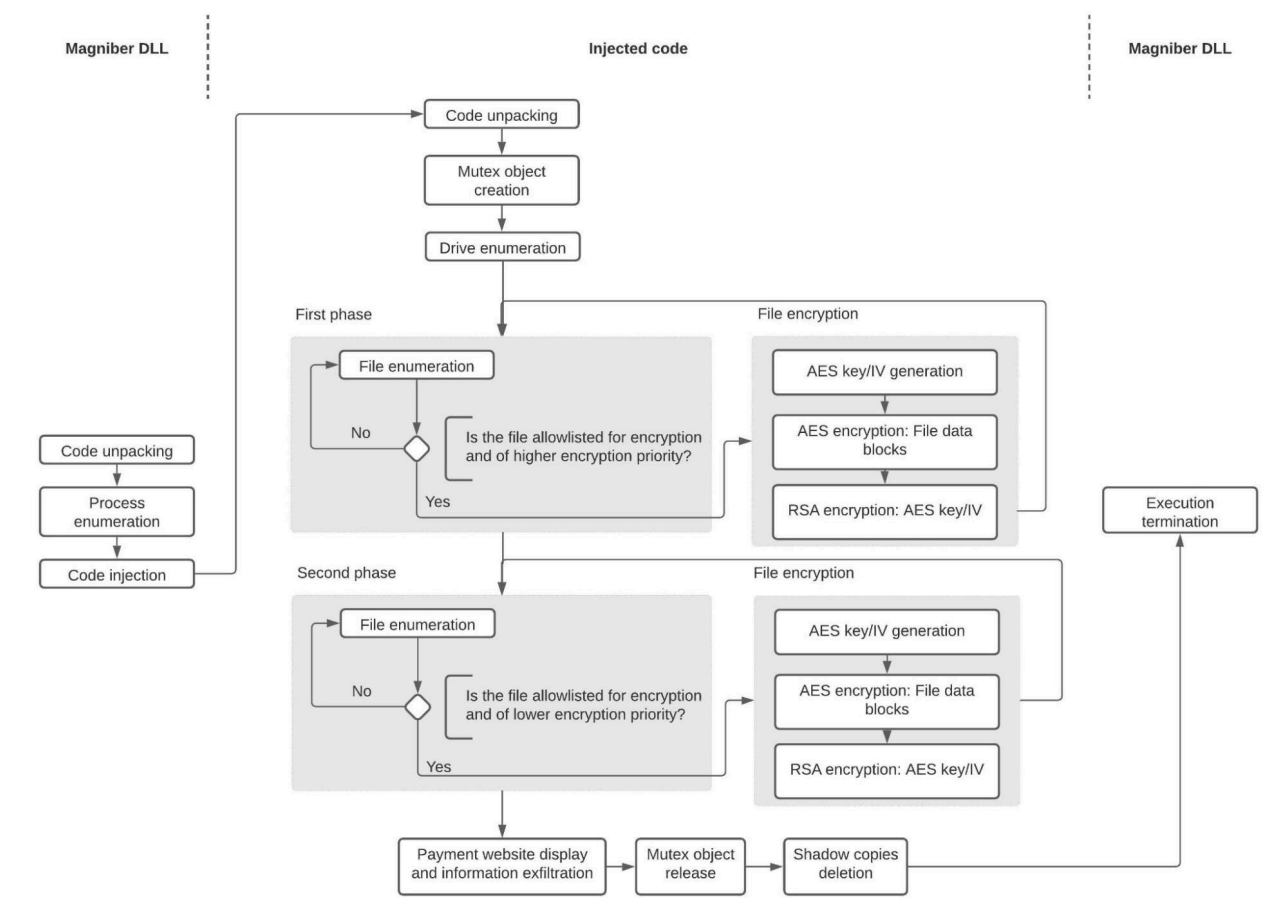 Magniber DLL
Injected code
Magniber DLL
Code unpacking
Process
enumeration
Code injection
Code unpacking
Mutex object
creation
Drive enumeration
First phase
File enumeration
No
Is the file allowlisted for encryption
and of higher encryption priority?
Yes
File encryption
AES key/IV generation
AES encryption: File data
blocks
RSA encryption: AES key/IV
Second phase
File enumeration
No
Is the file allowlisted for encryption
and of lower encryption priority?
Yes
File encryption
AES key/IV generation
AES encryption: File data
blocks
RSA encryption: AES key/IV
Payment website display
and information exfiltration
Mutex object
release
Shadow copies
deletion
Execution
termination